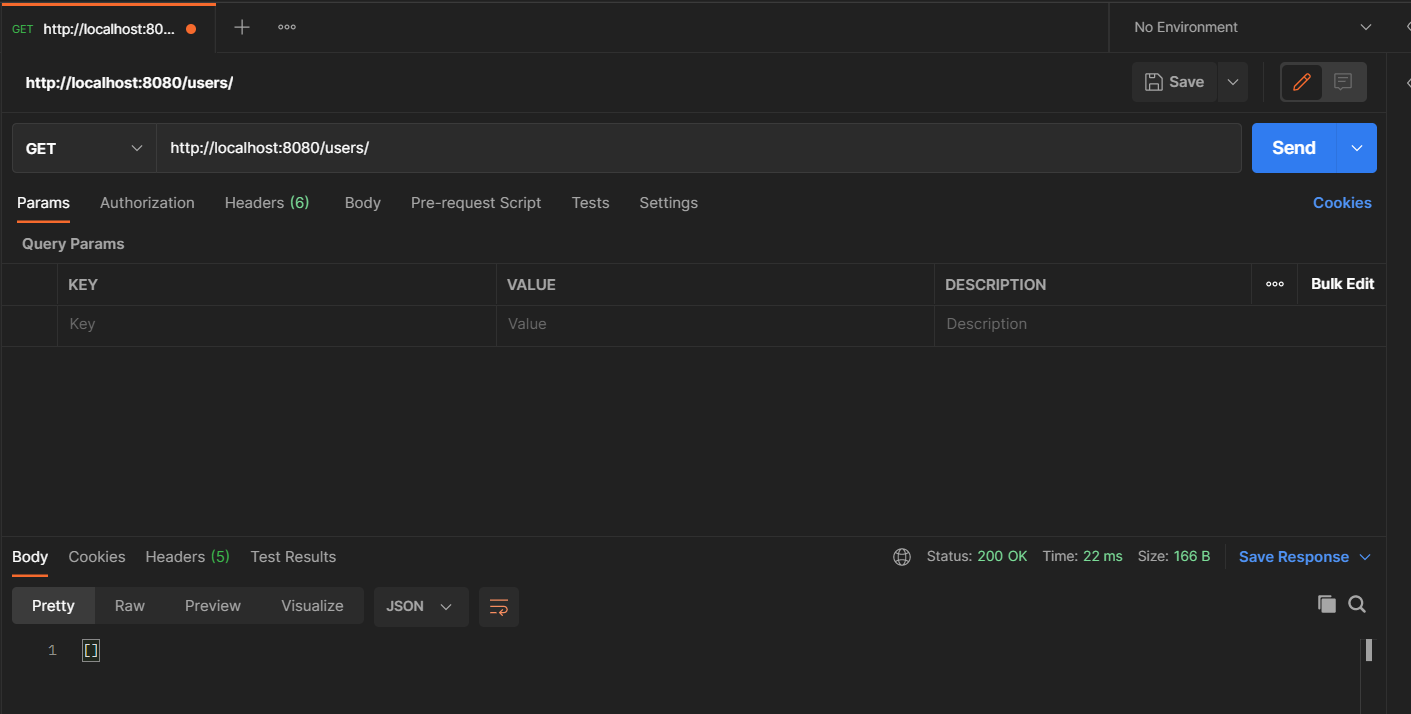 GET http://localhost:80...
No Environment
http://localhost:8080/users/
Save
GET http://localhost:8080/users/ Send
Params Authorization Headers (6) Body Pre-request Script Tests Settings Cookies
Query Params
KEY VALUE DESCRIPTION Bulk Edit
Key Value Description
Body Cookies Headers (5) Test Results Status: 200 OK Time: 22 ms Size: 166 B Save Response
Pretty Raw Preview Visualize JSON
1 []